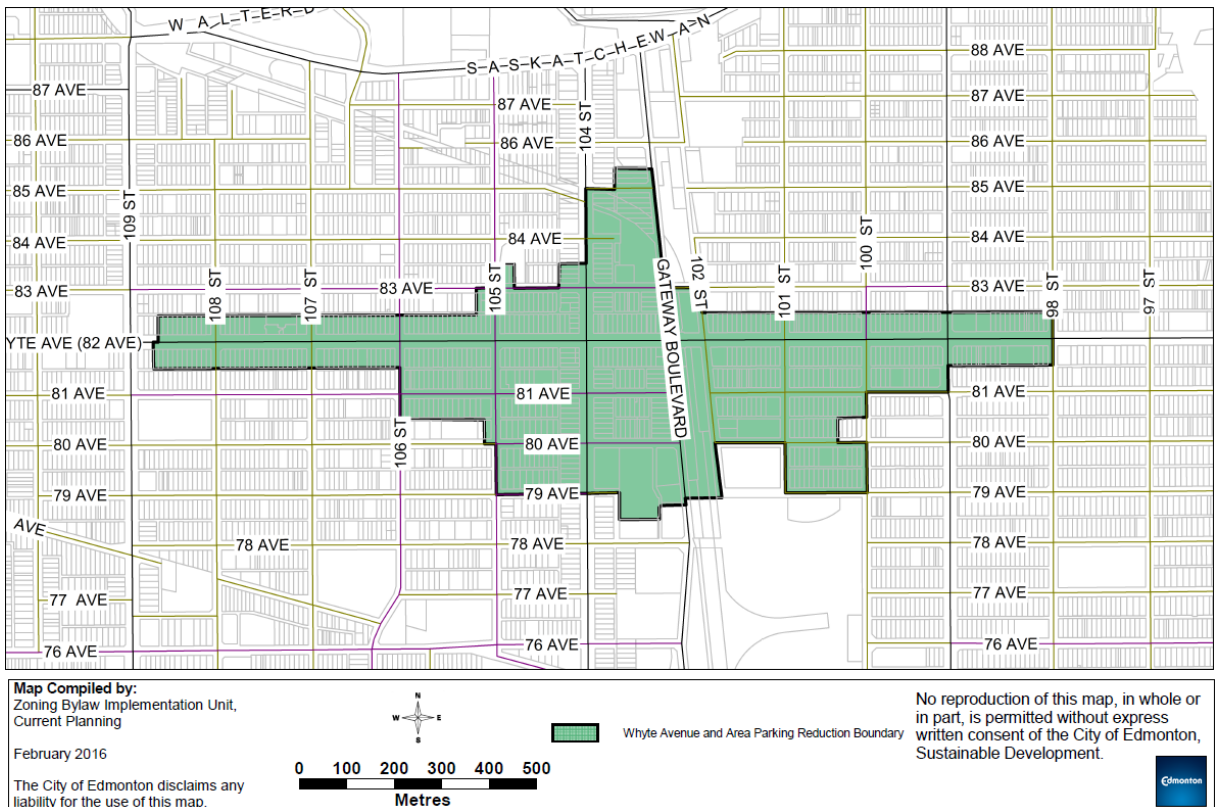 W A L T E R D
S A S K A T C H E W A N
88 AVE
87 AVE
87 AVE
87 AVE
104 ST
86 AVE
86 AVE
86 AVE
85 AVE
85 AVE
109 ST
84 AVE
84 AVE
84 AVE
100 ST
GATEWAY BOULEVARD
102 ST
105 ST
108 ST
107 ST
101 ST
98 ST
97 ST
83 AVE
83 AVE
83 AVE
YTE AVE (82 AVE)
81 AVE
81 AVE
81 AVE
106 ST
80 AVE
80 AVE
80 AVE
79 AVE
79 AVE
79 AVE
AVE
78 AVE
78 AVE
78 AVE
77 AVE
77 AVE
77 AVE
76 AVE
76 AVE
76 AVE
Map Compiled by:
Zoning Bylaw Implementation Unit,
Current Planning
February 2016
The City of Edmonton disclaims any
liability for the use of this map.
N
W E
S
0 100 200 300 400 500
Metres
Whyte Avenue and Area Parking Reduction Boundary
No reproduction of this map, in whole or
in part, is permitted without express
written consent of the City of Edmonton,
Sustainable Development.
Edmonton